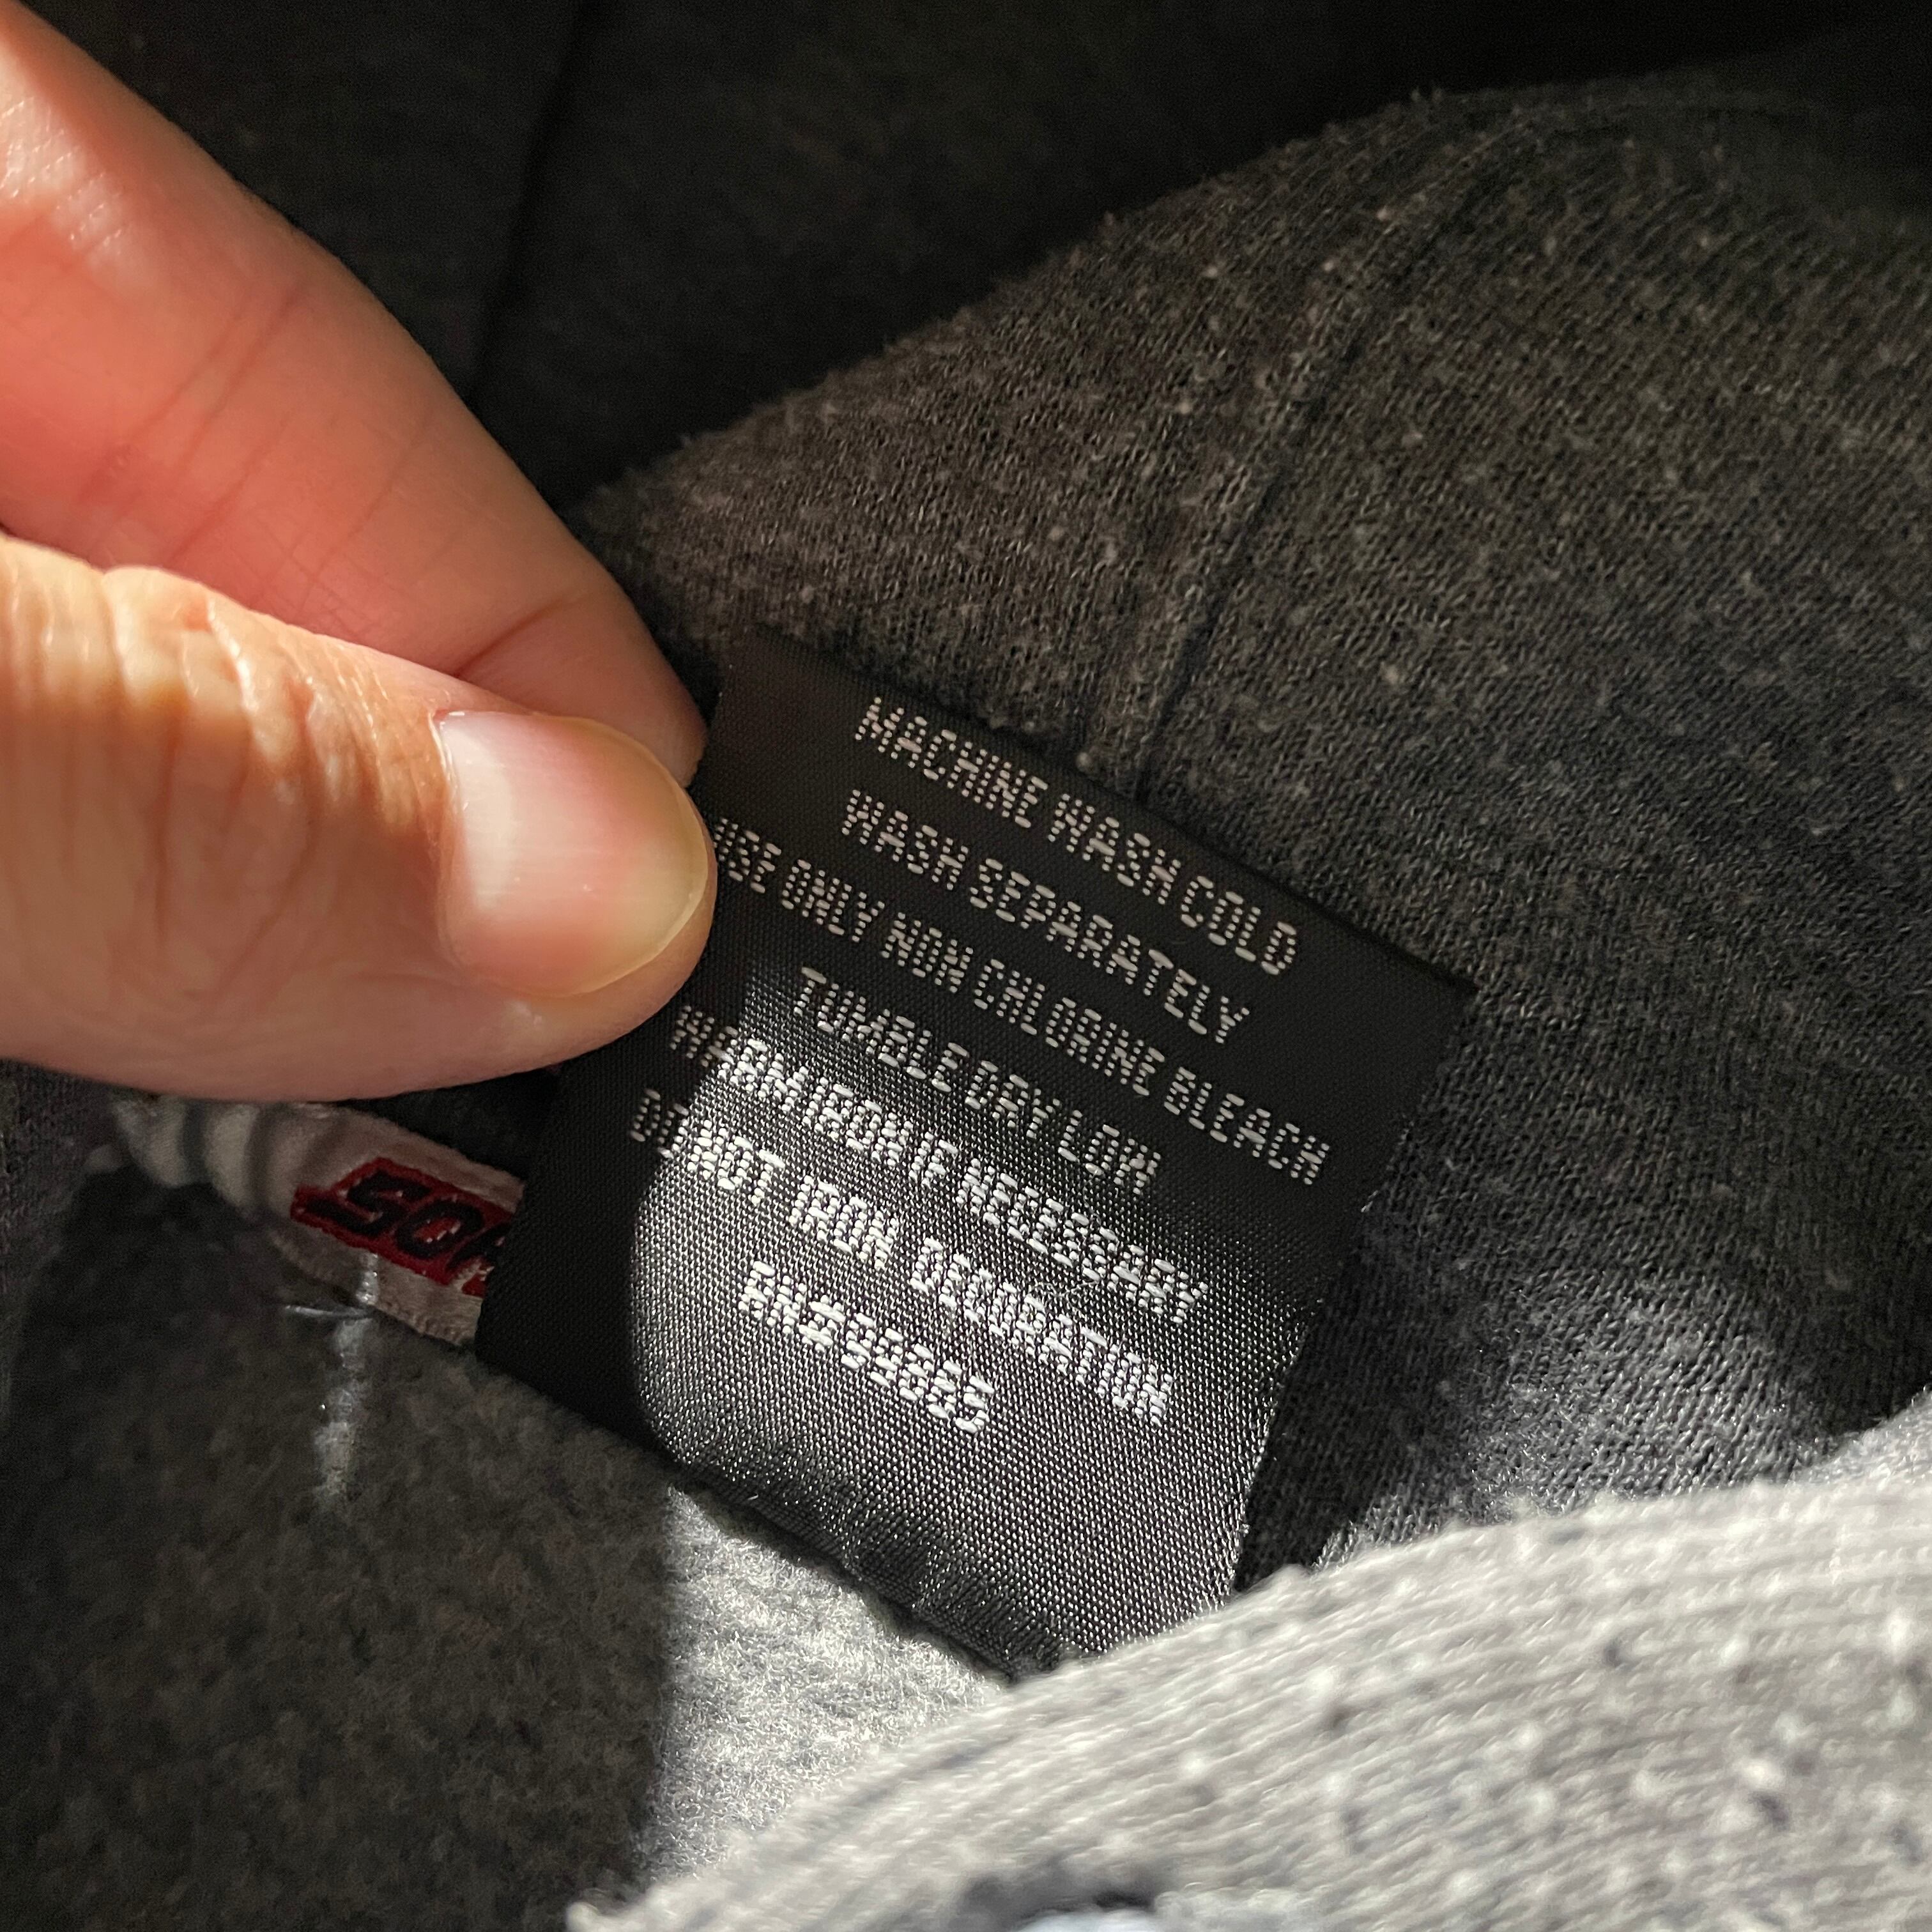 MACHINE WASH COLD
WASH SEPARATELY
USE ONLY NON CHLORINE BLEACH
TUMBLE DRY LOW
WARM IRON IF NECESSARY
DO NOT IRON DECORATION